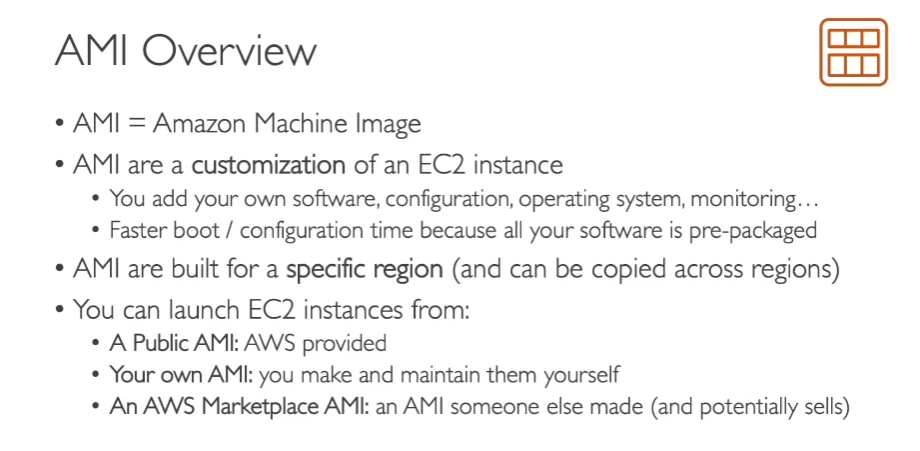 AMI Overview
• AMI = Amazon Machine Image
• AMI are a customization of an EC2 instance
• You add your own software, configuration, operating system, monitoring…
• Faster boot / configuration time because all your software is pre-packaged
• AMI are built for a specific region (and can be copied across regions)
• You can launch EC2 instances from:
• A Public AMI: AWS provided
• Your own AMI: you make and maintain them yourself
• An AWS Marketplace AMI: an AMI someone else made (and potentially sells)